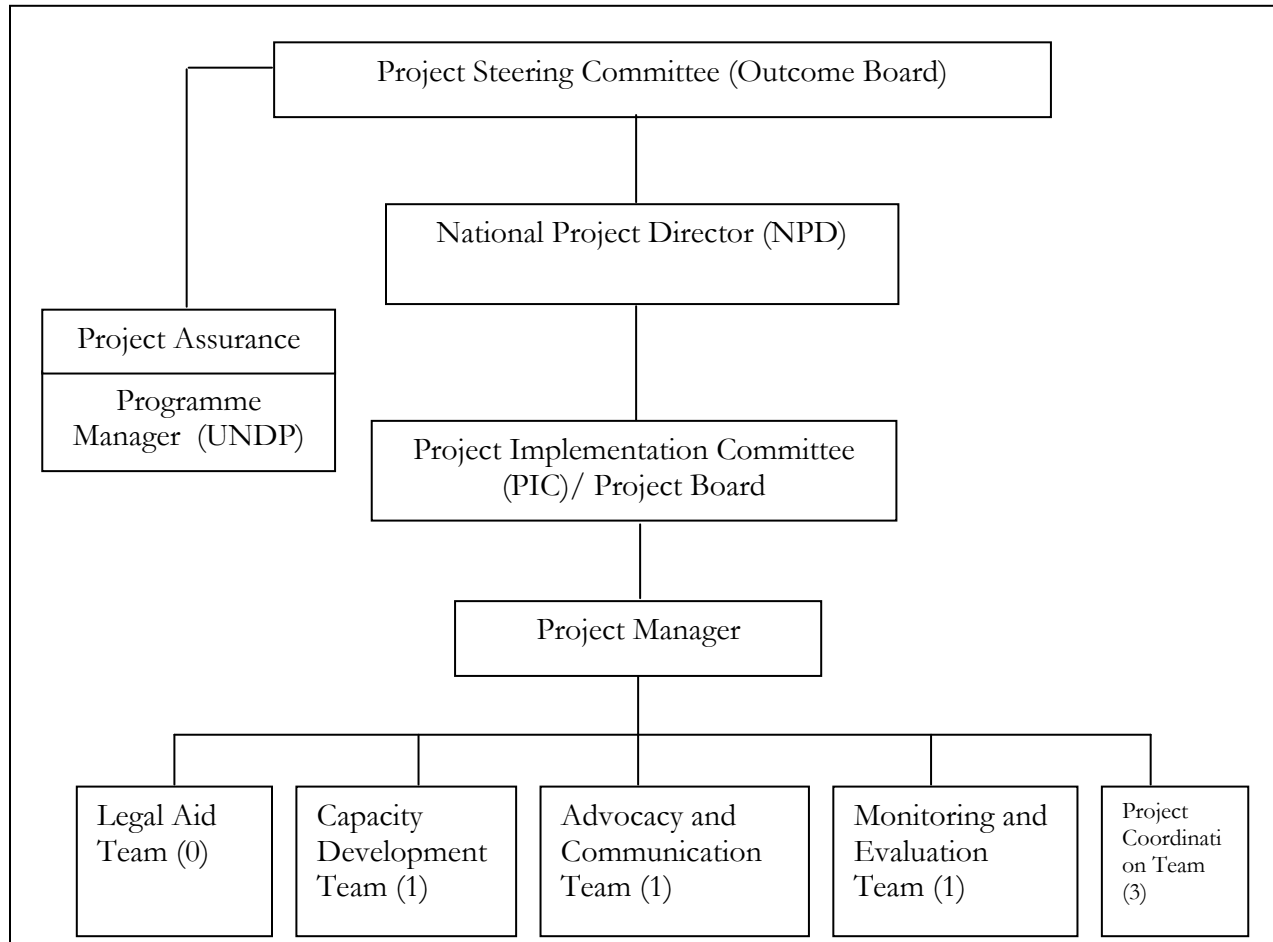 Project Steering Committee (Outcome Board)
National Project Director (NPD)
Project Assurance
Programme
Manager (UNDP)
Project Implementation Committee
(PIC)/ Project Board
Project Manager
Legal Aid
Team (0)
Capacity
Development
Team (1)
Advocacy and
Communication
Team (1)
Monitoring and
Evaluation
Team (1)
Project
Coordinati
on Team
(3)